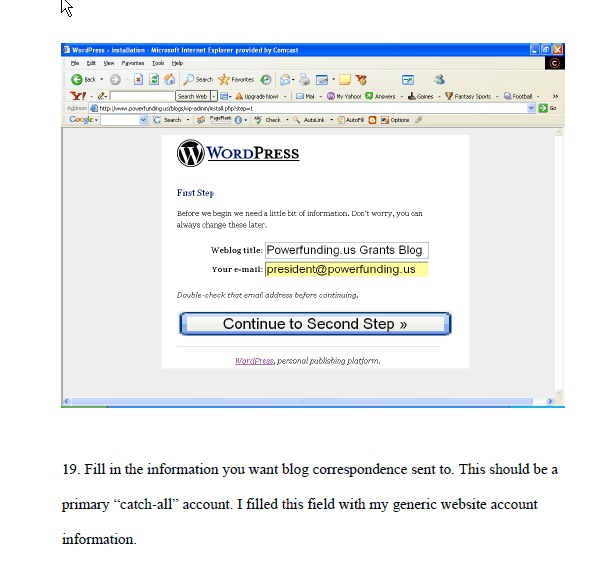 WordPress › Installation - Microsoft Internet Explorer provided by Comcast
File Edit View Favorites Tools Help
Back Search Favorites
Y! Search Web Upgrade Now! Mail My Yahoo! Answers Games Fantasy Sports Football »
Address http://www.powerfunding.us/blogs/wp-admin/install.php?step=1 Go
Google Search PageRank Check AutoLink AutoFill Options
WORDPRESS
First Step
Before we begin we need a little bit of information. Don't worry, you can
always change these later.
Weblog title: Powerfunding.us Grants Blog
Your e-mail: president@powerfunding.us
Double-check that email address before continuing.
Continue to Second Step »
WordPress, personal publishing platform.
19. Fill in the information you want blog correspondence sent to. This should be a
primary “catch-all” account. I filled this field with my generic website account
information.